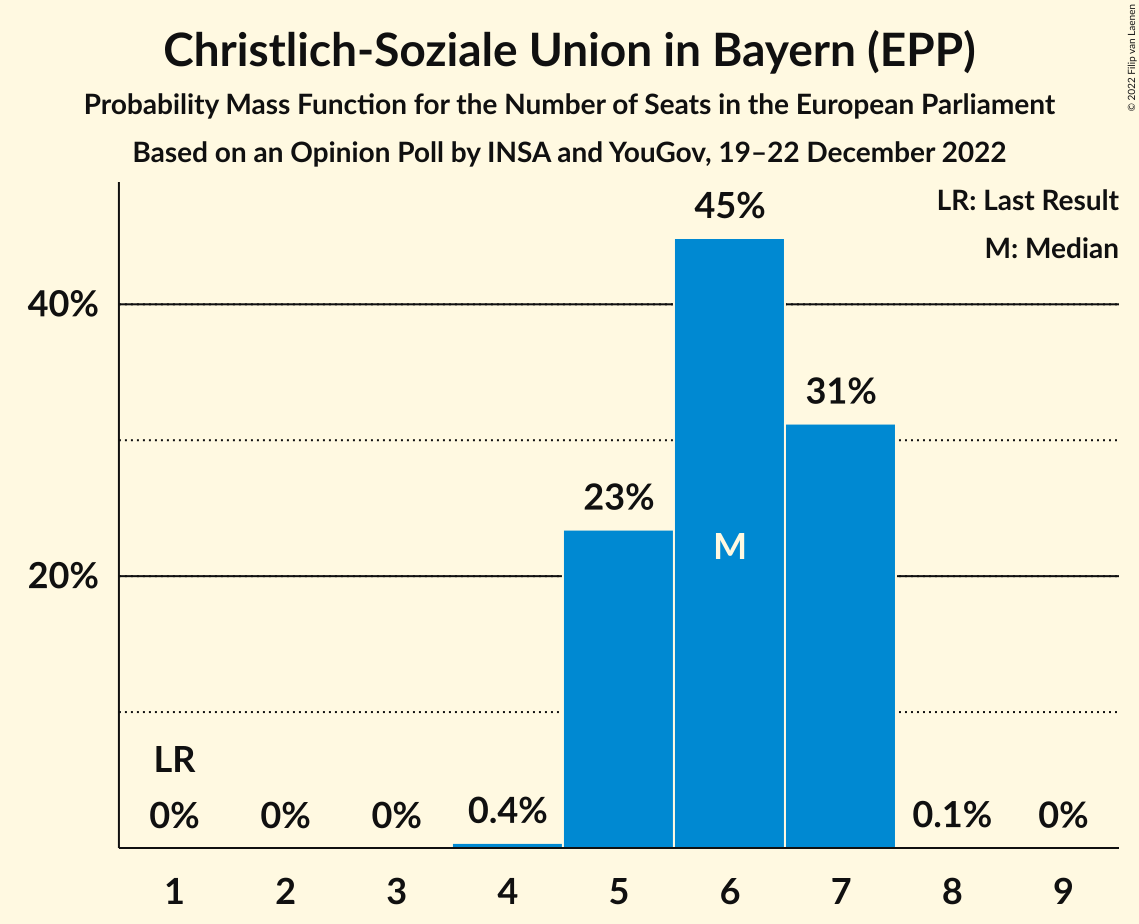 Christlich-Soziale Union in Bayern (EPP)
Probability Mass Function for the Number of Seats in the European Parliament
Based on an Opinion Poll by INSA and YouGov, 19–22 December 2022
© 2022 Filip van Laenen
LR: Last Result
M: Median
45%
40%
31%
23%
M
20%
LR
0%
0%
0%
0.4%
0.1%
0%
1
2
3
4
5
6
7
8
9